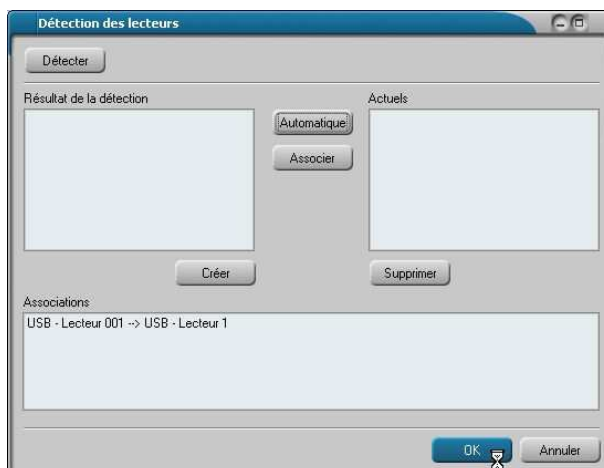 Détection des lecteurs
Détecter
Résultat de la détection
Actuels
Automatique
Associer
Créer
Supprimer
Associations
USB - Lecteur 001 --> USB - Lecteur 1
OK
Annuler